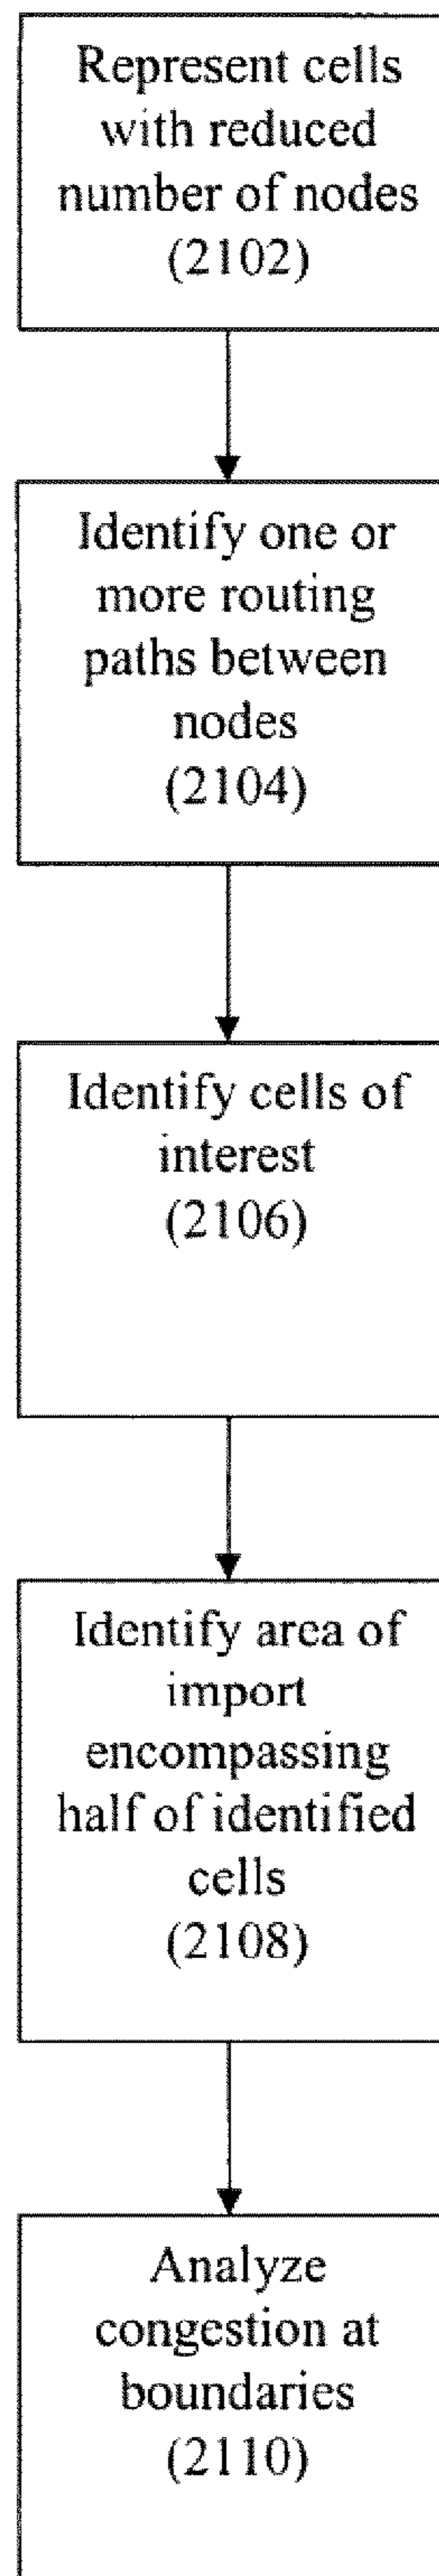 Represent cells
with reduced
number of nodes
(2102)
Identify one or
more routing
paths between
nodes
(2104)
Identify cells of
interest
(2106)
Identify area of
import
encompassing
half of identified
cells
(2108)
Analyze
congestion at
boundaries
(2110)